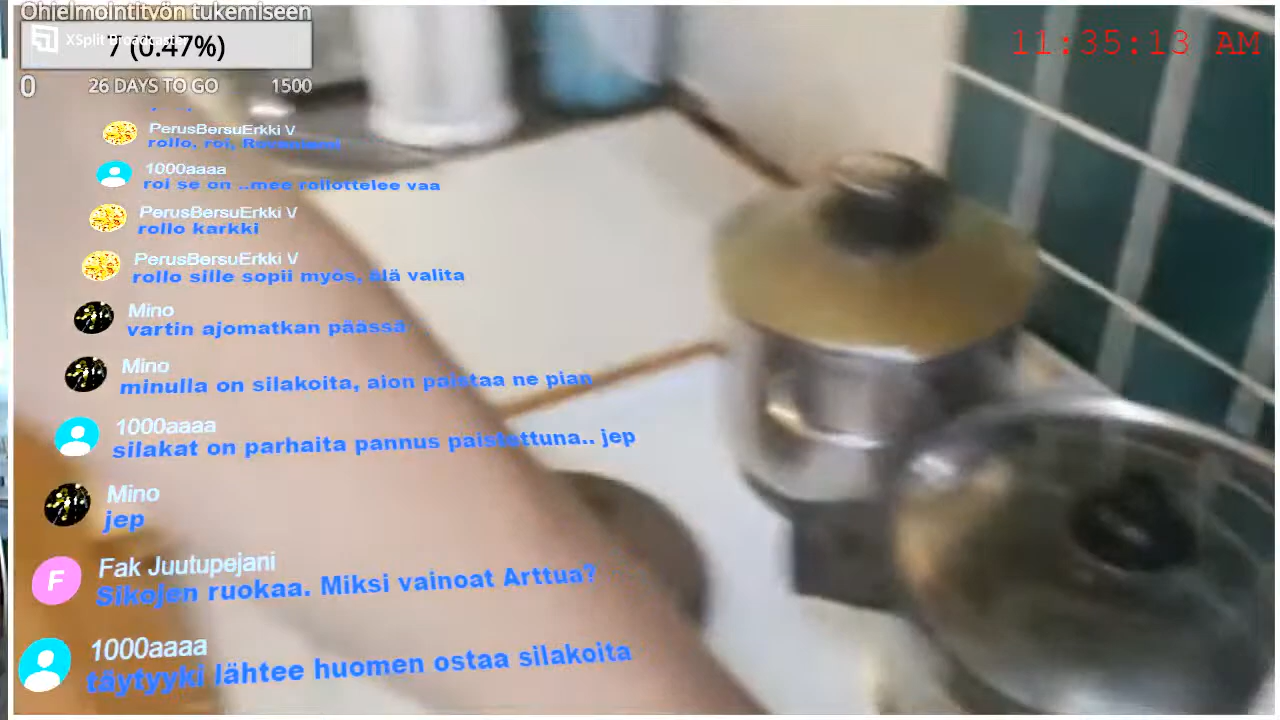 Ohjelmointityön tukemiseen
XSplit Broadcaster
7 (0.47%)
0 26 DAYS TO GO 1500
11:35:13 AM
PerusBersuErkki V
rollo, roi,
1000aaaa
roi se on ..mee rollottelee vaa
PerusBersuErkki V
rollo karkki
PerusBersuErkki V
rollo sille sopii myös, älä valita
Mino
vartin ajomatkan päässä
Mino
minulla on silakoita, aion paistaa ne pian
1000aaaa
silakat on parhaita pannus paistettuna.. jep
Mino
jep
Fak Juutupejani
Sikojen ruokaa. Miksi vainoat Arttua?
1000aaaa
täytyyki lähtee huomen ostaa silakoita
F